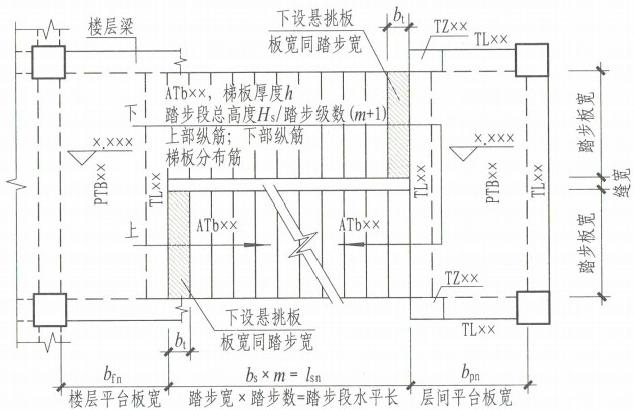 楼层梁
下设悬挑板
板宽同踏步宽
bt
TZ××
TL××
ATb××，梯板厚度h
踏步段总高度Hs/踏步级数(m+1)
上部纵筋；下部纵筋
梯板分布筋
下
x.xxx
PTB××
TL××
TL××
x.xxx
PTB××
TL××
踏步板宽
缝宽
踏步板宽
上
ATb××
ATb××
TZ××
TL××
下设悬挑板
板宽同踏步宽
bt
bfn
楼层平台板宽
bs×m=lsn
踏步宽×踏步数=踏步段水平长
bpn
层间平台板宽